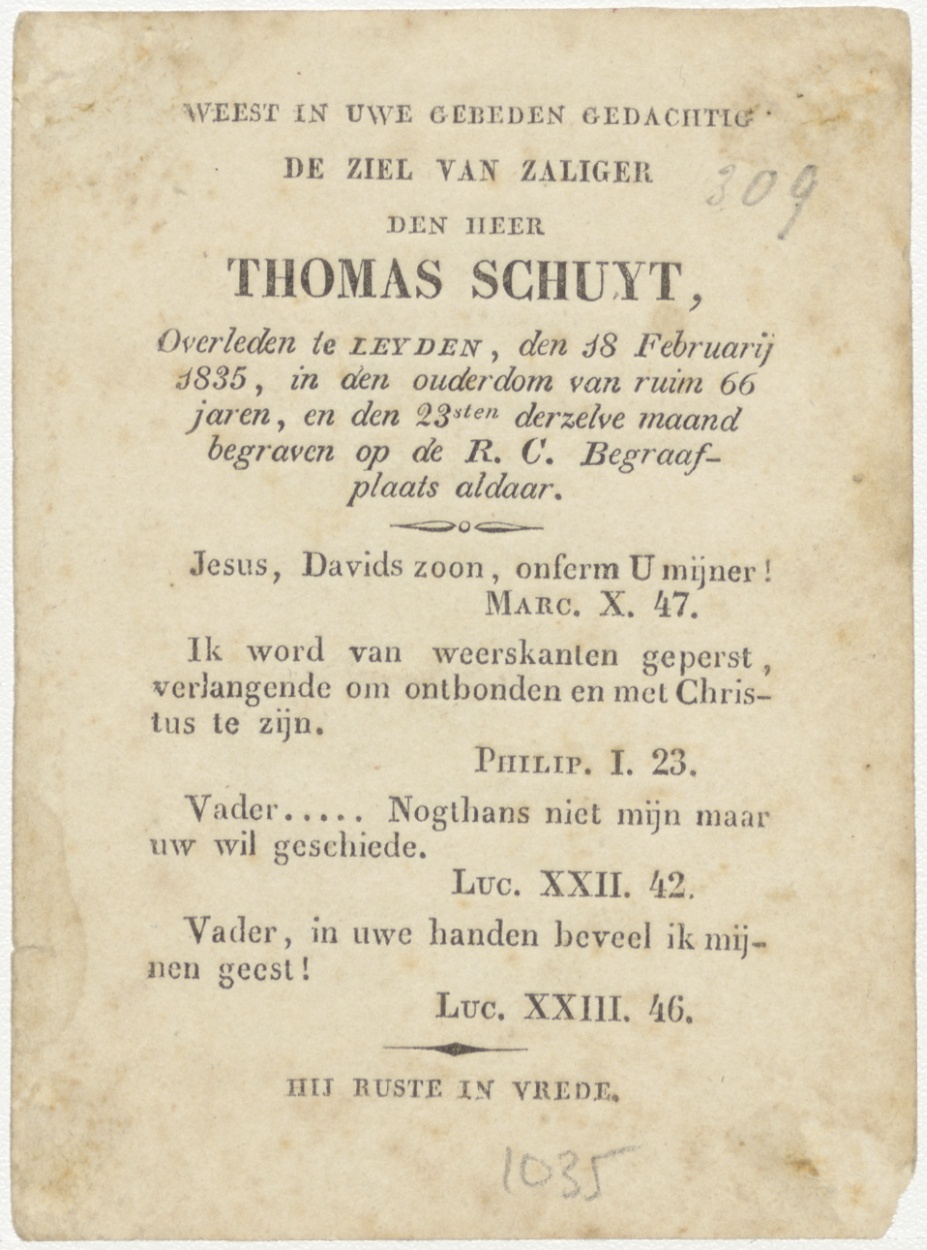 WEEST IN UWE GEBEDEN GEDACHTIG
DE ZIEL VAN ZALIGER
309
DEN HEER
THOMAS SCHUYT,
Overleden te LEYDEN, den 18 Februarij
1835, in den ouderdom van ruim 66
jaren, en den 23sten derzelve maand
begraven op de R. C. Begraaf-
plaats aldaar.
Jesus, Davids zoon, onferm U mijner!
MARC. X. 47.
Ik word van weerskanten geperst,
verlangende om ontbonden en met Chris-
tus te zijn.
PHILIP. I. 23.
Vader..... Nogthans niet mijn maar
uw wil geschiede.
LUC. XXII. 42.
Vader, in uwe handen beveel ik mij-
nen geest!
LUC. XXIII. 46.
HIJ RUSTE IN VREDE.
1035